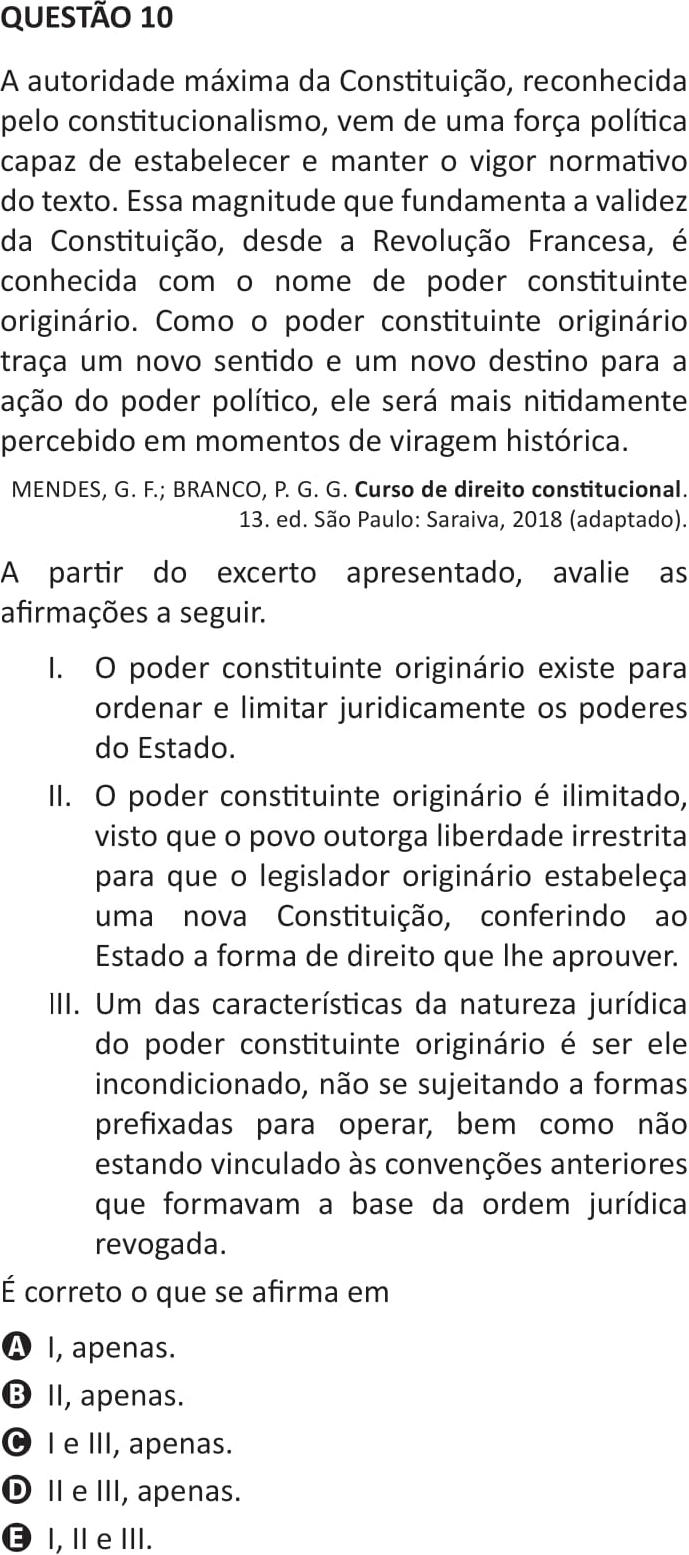 QUESTÃO 10
A autoridade máxima da Constituição, reconhecida
pelo constitucionalismo, vem de uma força política
capaz de estabelecer e manter o vigor normativo
do texto. Essa magnitude que fundamenta a validez
da Constituição, desde a Revolução Francesa, é
conhecida com o nome de poder constituinte
originário. Como o poder constituinte originário
traça um novo sentido e um novo destino para a
ação do poder político, ele será mais nitidamente
percebido em momentos de viragem histórica.
MENDES, G. F.; BRANCO, P. G. G. Curso de direito constitucional.
13. ed. São Paulo: Saraiva, 2018 (adaptado).
A partir do excerto apresentado, avalie as
afirmações a seguir.
I. O poder constituinte originário existe para
ordenar e limitar juridicamente os poderes
do Estado.
II. O poder constituinte originário é ilimitado,
visto que o povo outorga liberdade irrestrita
para que o legislador originário estabeleça
uma nova Constituição, conferindo ao
Estado a forma de direito que lhe aprouver.
III. Um das características da natureza jurídica
do poder constituinte originário é ser ele
incondicionado, não se sujeitando a formas
prefixadas para operar, bem como não
estando vinculado às convenções anteriores
que formavam a base da ordem jurídica
revogada.
É correto o que se afirma em
A I, apenas.
B II, apenas.
C I e III, apenas.
D II e III, apenas.
E I, II e III.